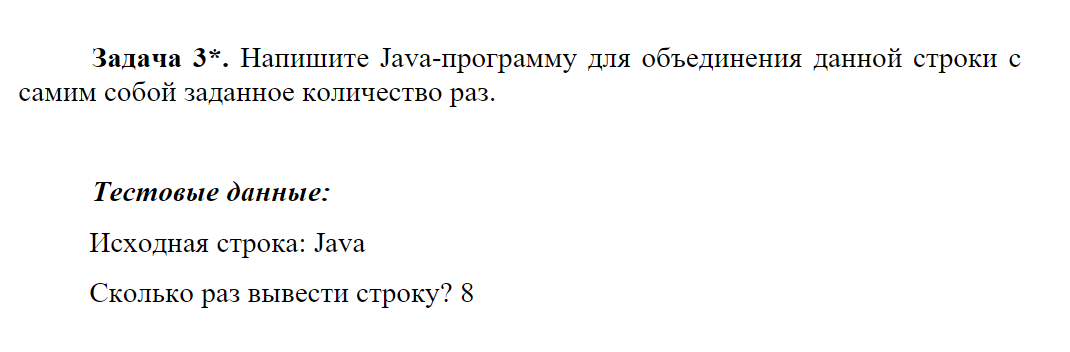 Задача 3*. Напишите Java-программу для объединения данной строки с
самим собой заданное количество раз.
Тестовые данные:
Исходная строка: Java
Сколько раз вывести строку? 8